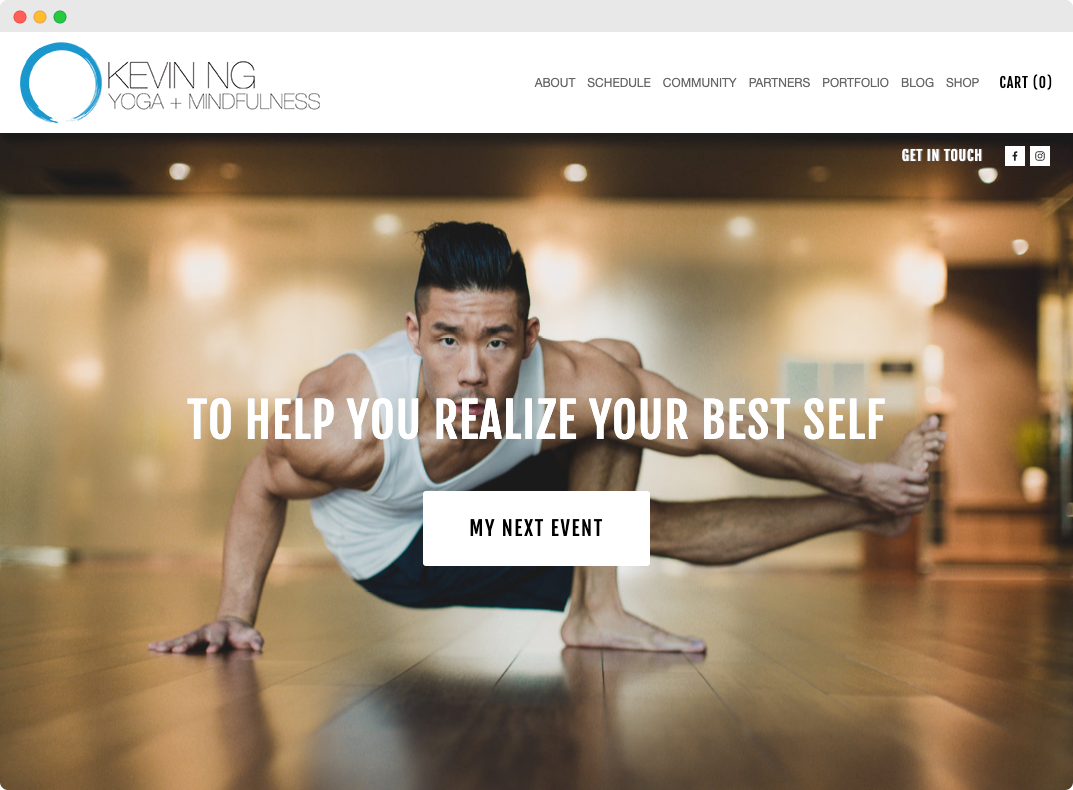 KEVIN NG
YOGA + MINDFULNESS
ABOUT SCHEDULE COMMUNITY PARTNERS PORTFOLIO BLOG SHOP CART (0)
GET IN TOUCH
TO HELP YOU REALIZE YOUR BEST SELF
MY NEXT EVENT